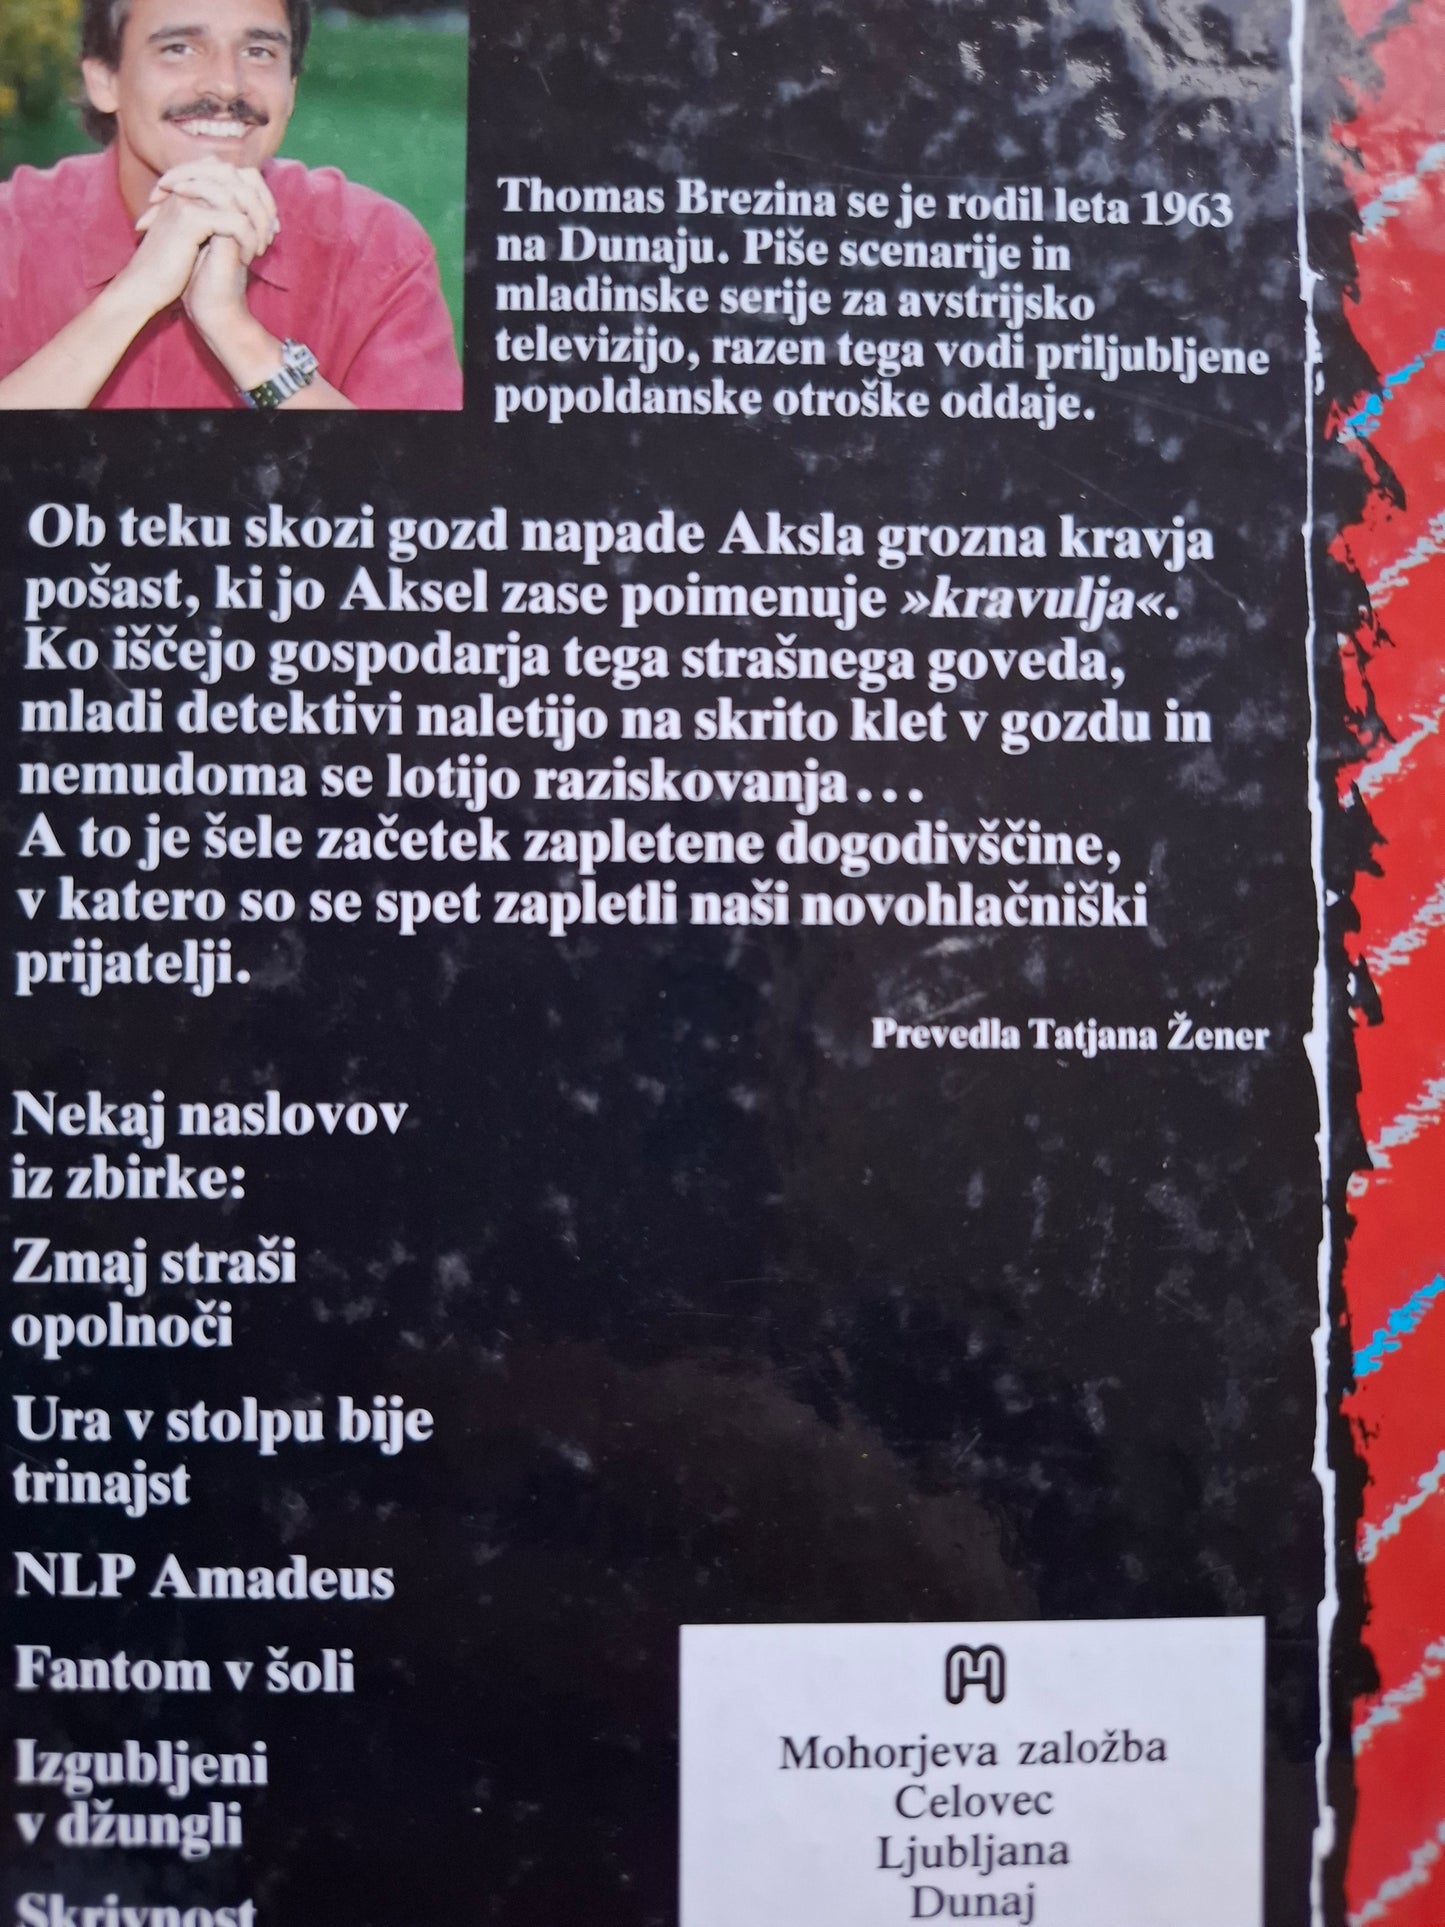 Thomas Brezina se je rodil leta 1963
na Dunaju. Piše scenarije in
mladinske serije za avstrijsko
televizijo, razen tega vodi priljubljene
popoldanske otroške oddaje.
Ob teku skozi gozd napade Aksla grozna kravja
pošast, ki jo Aksel zase poimenuje »kravulja«.
Ko iščejo gospodarja tega strašnega goveda,
mladi detektivi naletijo na skrito klet v gozdu in
nemudoma se lotijo raziskovanja...
A to je šele začetek zapletene dogodivščine,
v katero so se spet zapletli naši novohlačniški
prijatelji.
Prevedla Tatjana Žener
Nekaj naslovov
iz zbirke:
Zmaj straši
opolnoči
Ura v stolpu bije
trinajst
NLP Amadeus
Fantom v šoli
Izgubljeni
v džungli
Skrivnost
Mohorjeva založba
Celovec
Ljubljana
Dunaj